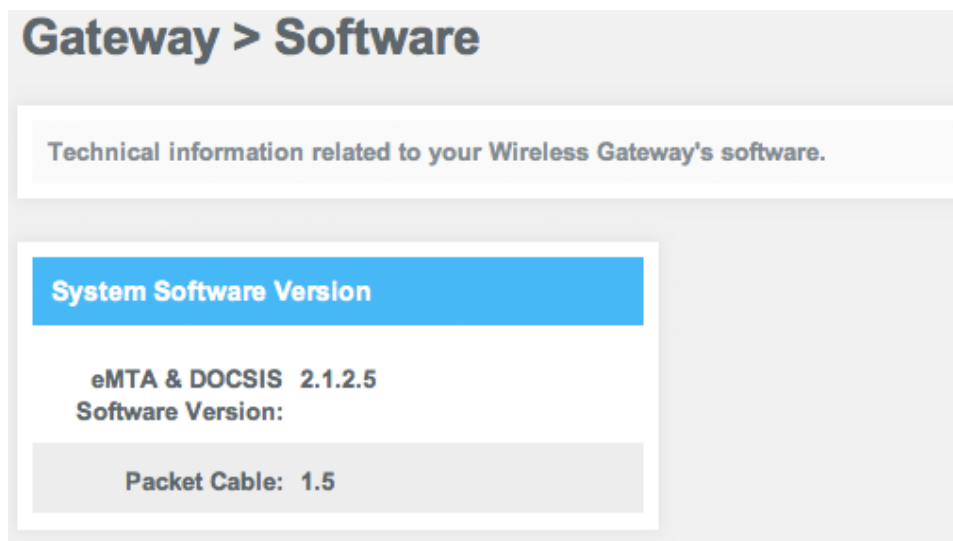 Gateway > Software
Technical information related to your Wireless Gateway's software.
System Software Version
eMTA & DOCSIS 2.1.2.5
Software Version:
Packet Cable: 1.5